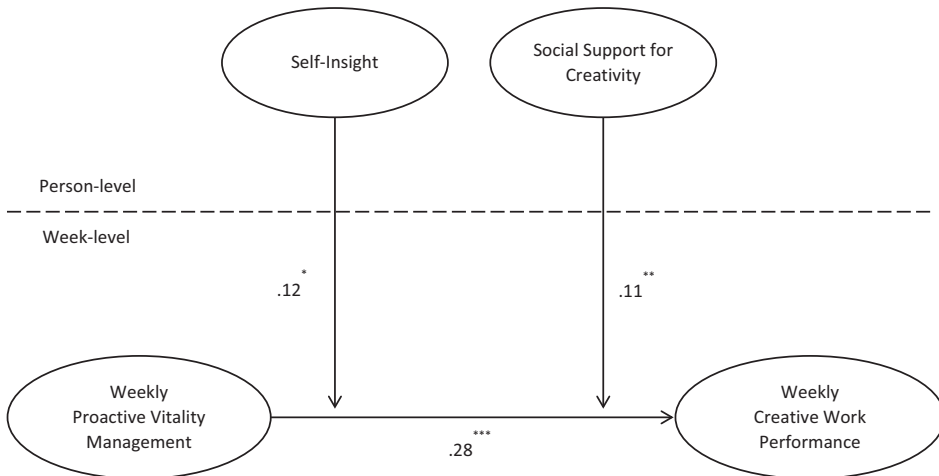 Self-Insight
Social Support for
Creativity
Person-level
Week-level
.12*
.11**
Weekly
Proactive Vitality
Management
.28***
Weekly
Creative Work
Performance